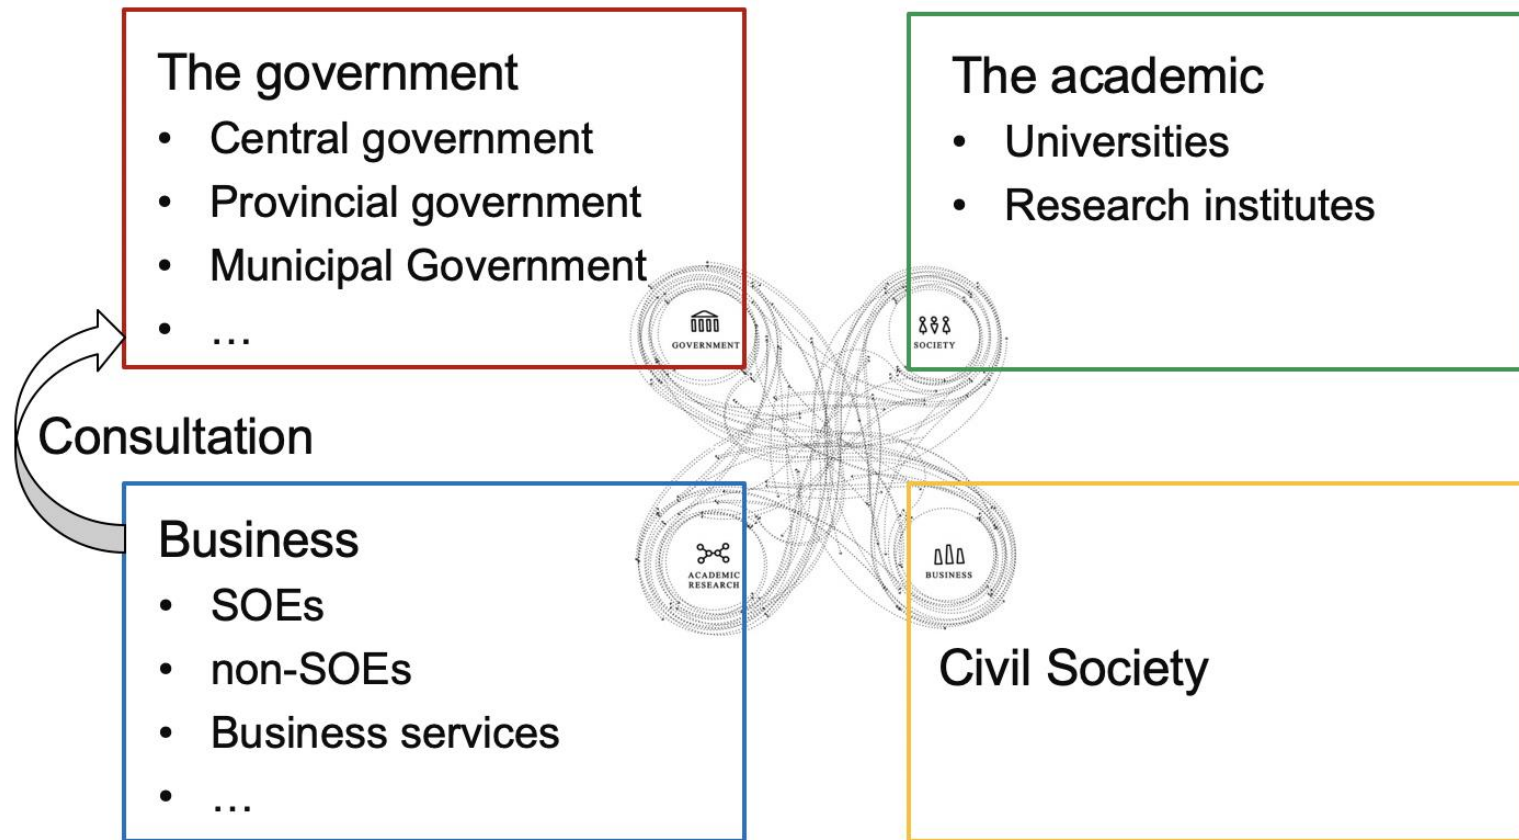 The government
• Central government
• Provincial government
• Municipal Government
• …
The academic
• Universities
• Research institutes
GOVERNMENT
SOCIETY
Consultation
Business
• SOEs
• non-SOEs
• Business services
• …
ACADEMIC
RESEARCH
BUSINESS
Civil Society